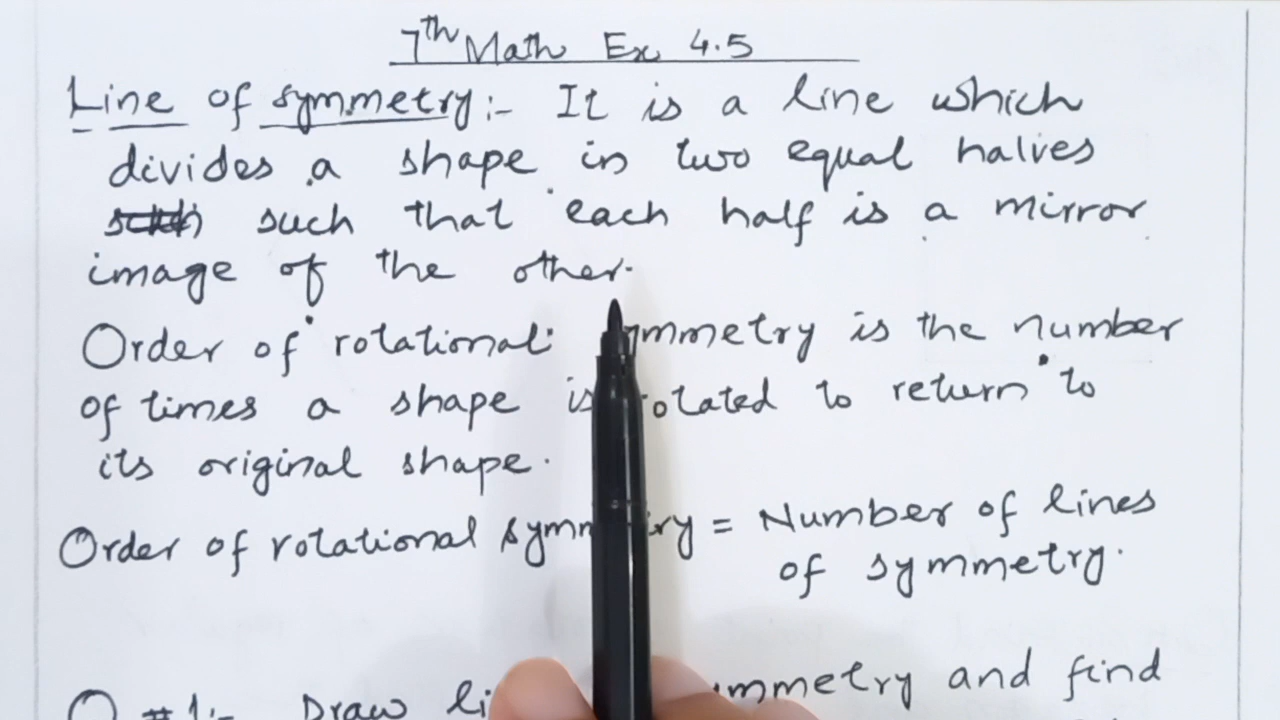 7th Math Ex 4.5
Line of symmetry:- It is a line which
divides a shape in two equal halves
such that each half is a mirror
image of the other.
Order of rotational symmetry is the number
of times a shape is rotated to return to
its original shape.
Order of rotational symmetry = Number of lines
of symmetry.
Q #1:- Draw symmetry and find